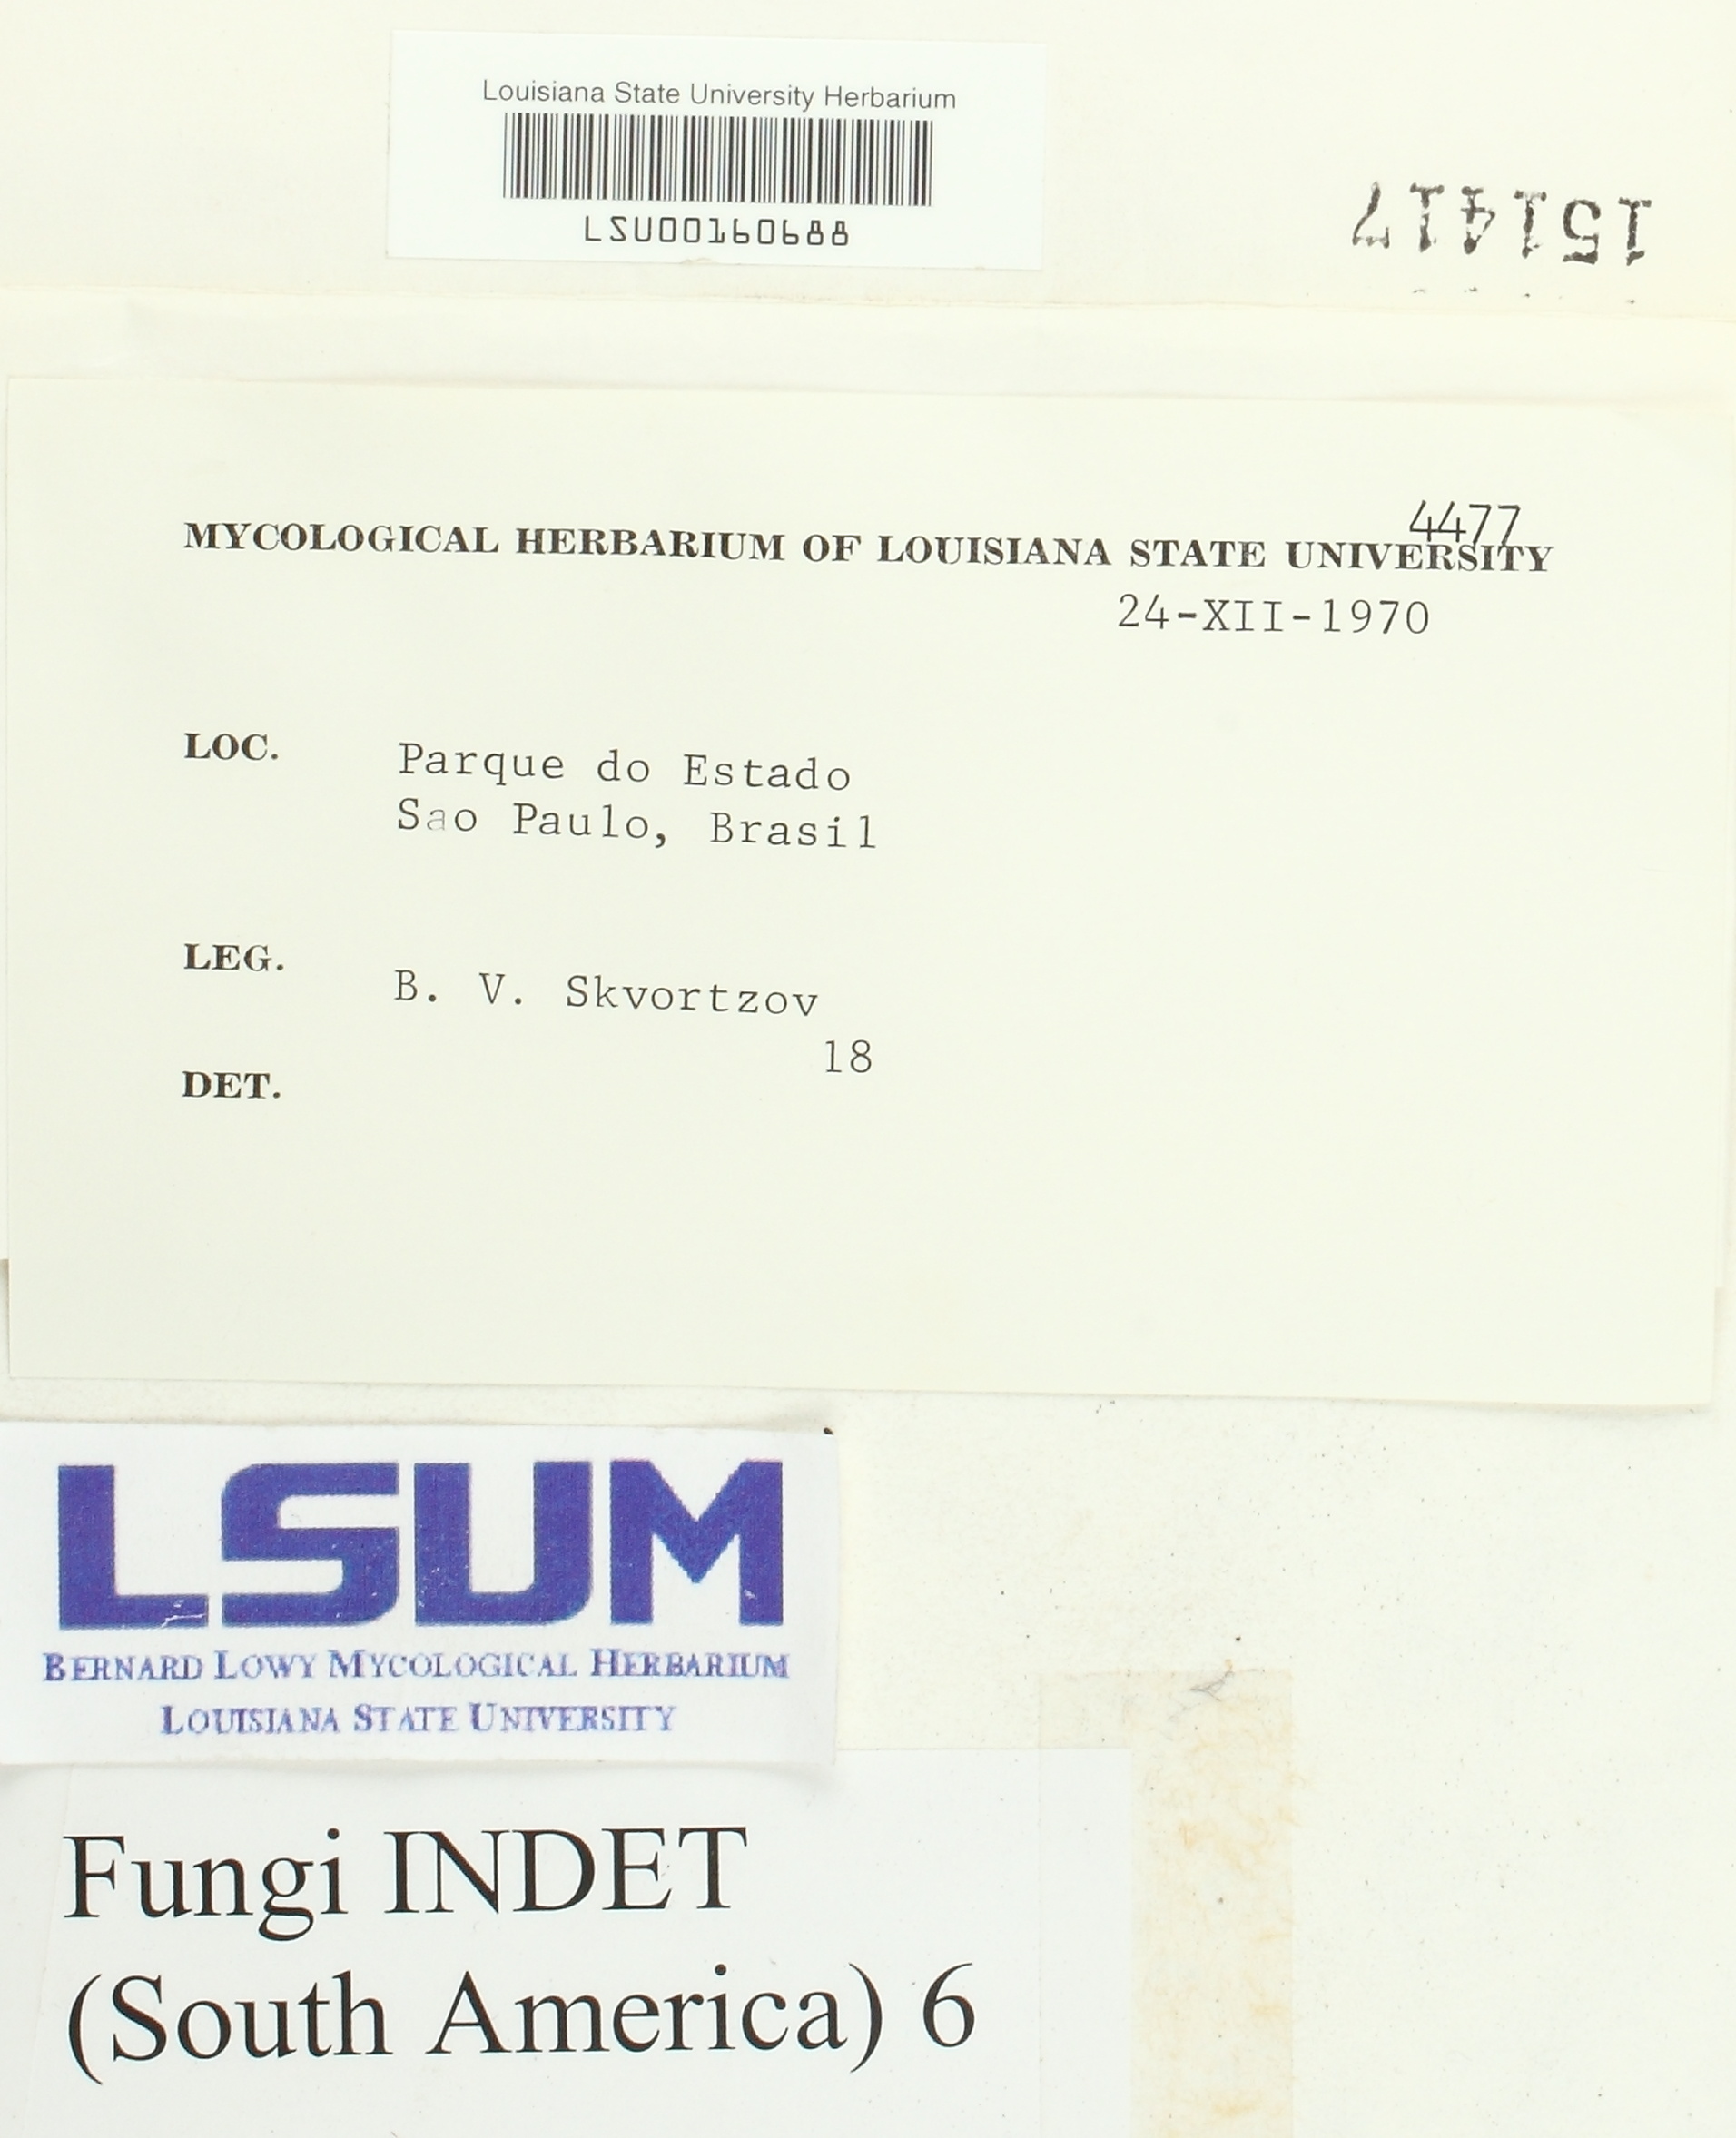 Louisiana State University Herbarium
LSU00160688
151417
4477
MYCOLOGICAL HERBARIUM OF LOUISIANA STATE UNIVERSITY
24-XII-1970
LOC. Parque do Estado
Sao Paulo, Brasil
LEG. B. V. Skvortzov
18
DET.
LSUM
BERNARD LOWY MYCOLOGICAL HERBARIUM
LOUISIANA STATE UNIVERSITY
Fungi INDET
(South America) 6